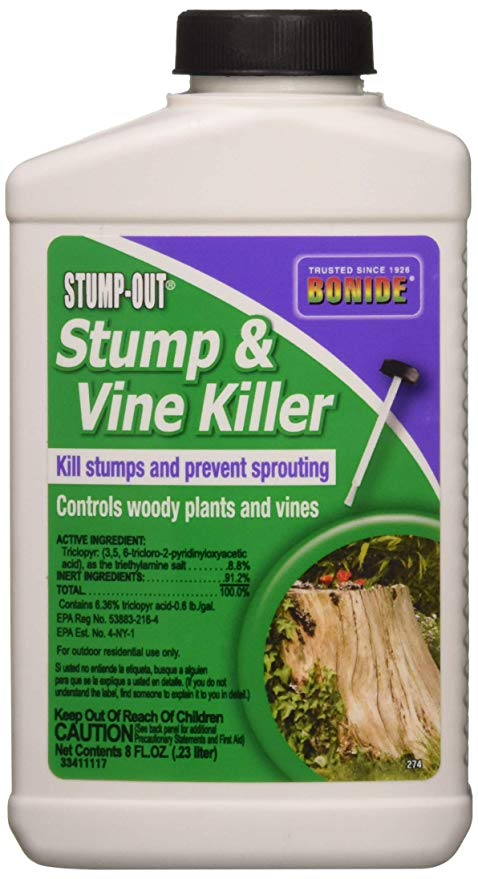 TRUSTED SINCE 1926
BONIDE®
STUMP-OUT®
Stump &
Vine Killer
Kill stumps and prevent sprouting
Controls woody plants and vines
ACTIVE INGREDIENT:
Triclopyr: (3,5, 6-tricloro-2-pyridinyloxyacetic
acid), as the triethylamine salt ..... 8.8%
INERT INGREDIENTS: ..... 91.2%
TOTAL ..... 100.0%
Contains 6.36% triclopyr acid-0.6 lb./gal.
EPA Reg No. 53883-216-4
EPA Est. No. 4-NY-1
For outdoor residential use only.
Si usted no entiende la etiqueta, busque a alguien
para que se la explique a usted en detalle. (If you do not
understand the label, find someone to explain it to you in detail.)
Keep Out Of Reach Of Children
CAUTION (See back panel for additional
Precautionary Statements and First Aid)
Net Contents 8 FL.OZ. (.23 liter)
33411117
274